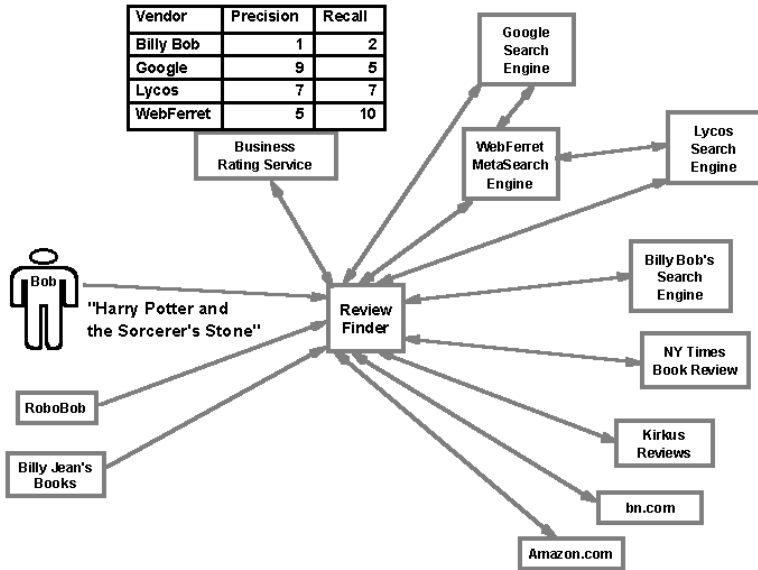 Vendor Precision Recall
Billy Bob 1 2
Google 9 5
Lycos 7 7
WebFerret 5 10
Business
Rating Service
Google
Search
Engine
WebFerret
MetaSearch
Engine
Lycos
Search
Engine
Bob
"Harry Potter and
the Sorcerer's Stone"
Review
Finder
Billy Bob's
Search
Engine
NY Times
Book Review
RoboBob
Kirkus
Reviews
Billy Jean's
Books
bn.com
Amazon.com